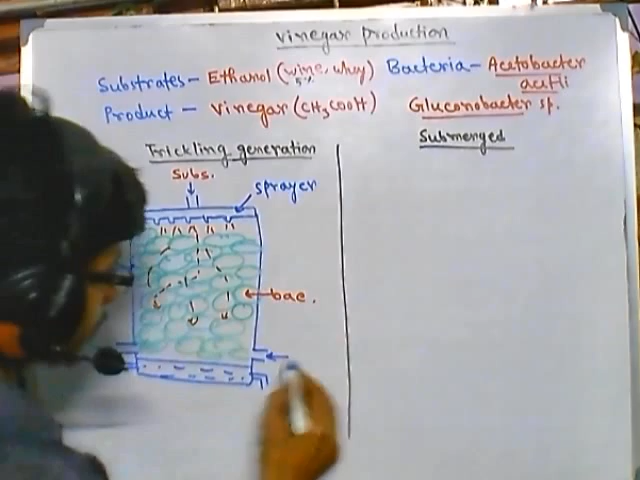 vinegar production
Substrates - Ethanol (wine, whey) Bacteria - Acetobacter
5%
aceti
Product - Vinegar (CH3COOH) Gluconobacter sp.
Trickling generation
Submerged
Subs.
sprayer
bac.